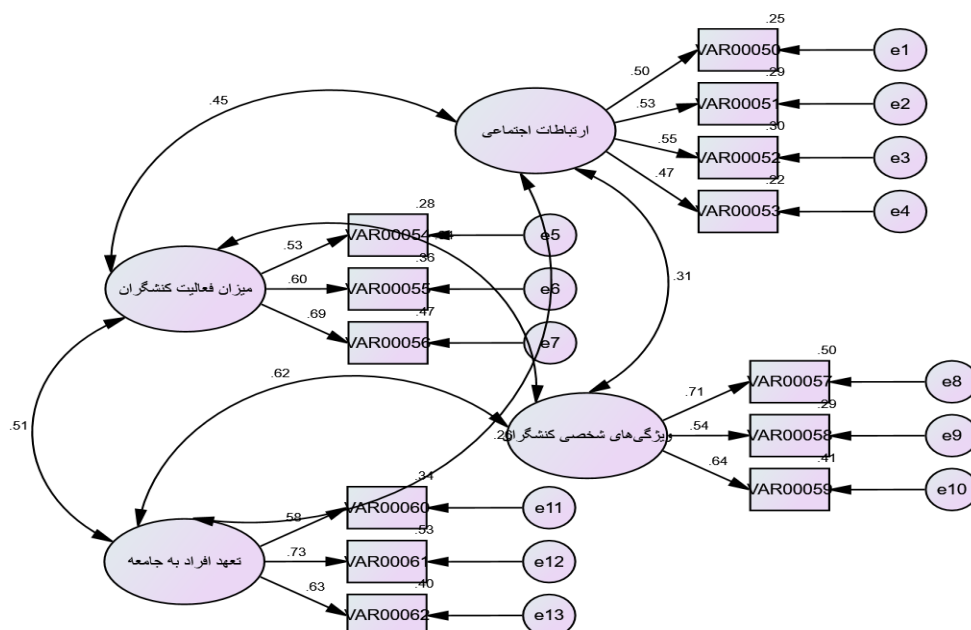 .25
VAR00050
e1
.50
.29
.45
.53
VAR00051
e2
ارتباطات اجتماعی
.30
.55
VAR00052
e3
.47
.22
VAR00053
e4
.28
VAR00054
e5
.53
.36
.31
میزان فعالیت کنشگران
.60
VAR00055
e6
.47
.69
VAR00056
e7
.50
.62
.71
VAR00057
e8
.29
.51
.26
ویژگی‌های شخصی کنشگران
.54
VAR00058
e9
.41
.64
VAR00059
e10
.34
.58
VAR00060
e11
.53
تعهد افراد به جامعه
.73
VAR00061
e12
.40
.63
VAR00062
e13